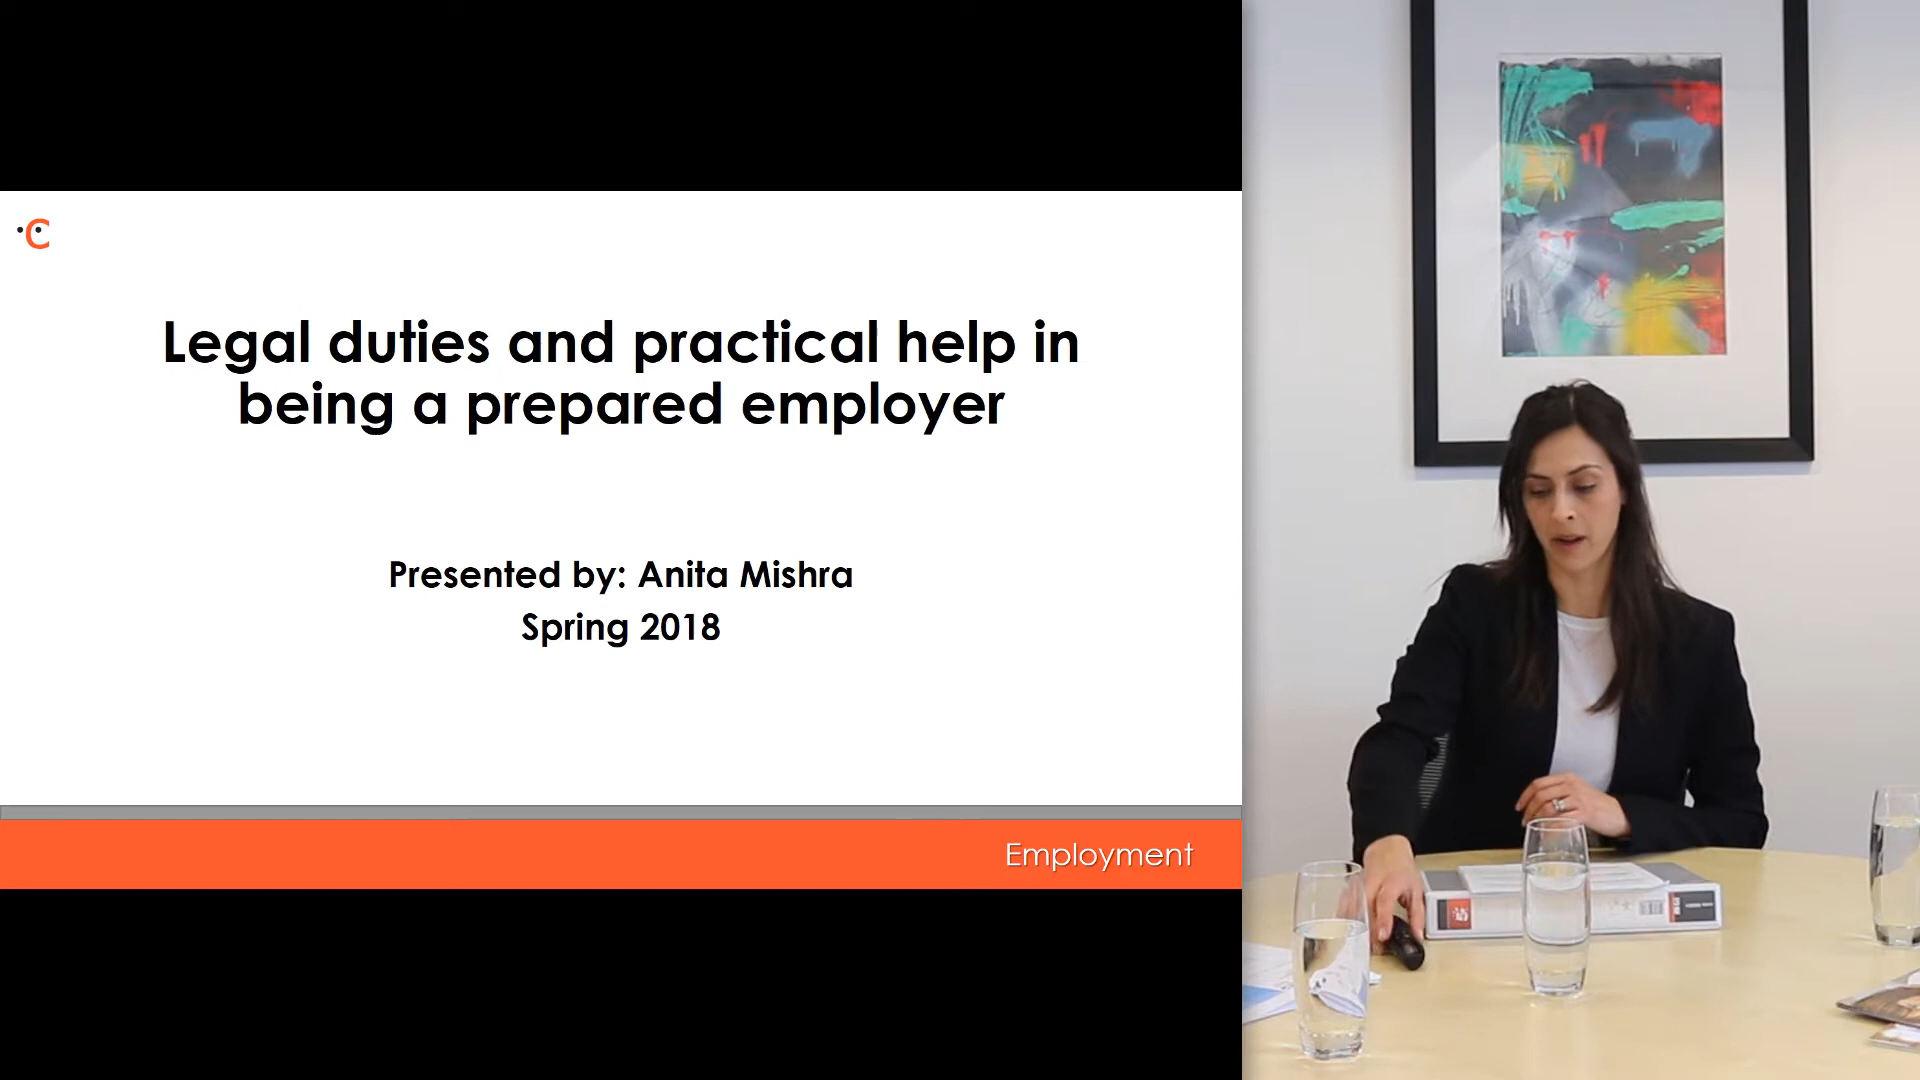 C
Legal duties and practical help in
being a prepared employer
Presented by: Anita Mishra
Spring 2018
Employment